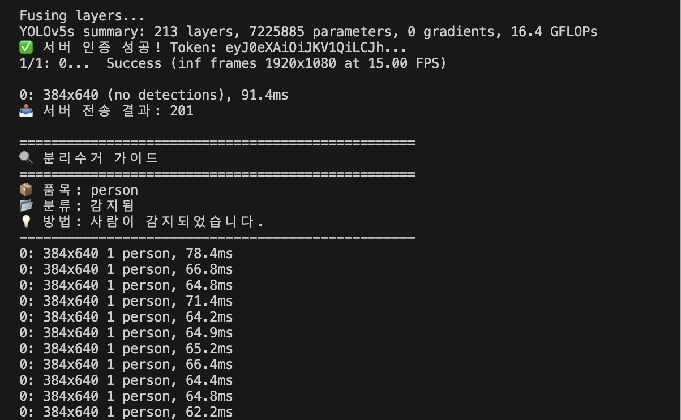 Fusing layers...
YOLOv5s summary: 213 layers, 7225885 parameters, 0 gradients, 16.4 GFLOPs
✅ 서버 인증 성공! Token: eyJ0eXAiOiJKV1QiLCJh...
1/1: 0...  Success (inf frames 1920x1080 at 15.00 FPS)
0: 384x640 (no detections), 91.4ms
📤 서버 전송 결과: 201
==================================================
🔍 분리수거 가이드
==================================================
📦 품목: person
📂 분류: 감지됨
💡 방법: 사람이 감지되었습니다.
--------------------------------------------------
0: 384x640 1 person, 78.4ms
0: 384x640 1 person, 66.8ms
0: 384x640 1 person, 64.8ms
0: 384x640 1 person, 71.4ms
0: 384x640 1 person, 64.2ms
0: 384x640 1 person, 64.9ms
0: 384x640 1 person, 65.2ms
0: 384x640 1 person, 66.4ms
0: 384x640 1 person, 64.4ms
0: 384x640 1 person, 64.8ms
0: 384x640 1 person, 62.2ms